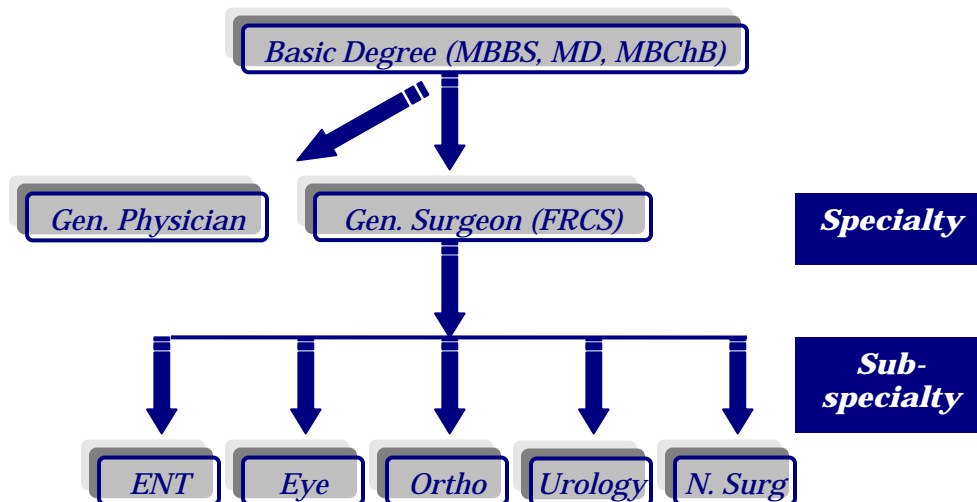 Basic Degree (MBBS, MD, MBChB)
Gen. Physician
Gen. Surgeon (FRCS)
Specialty
Sub-
specialty
ENT
Eye
Ortho
Urology
N. Surg